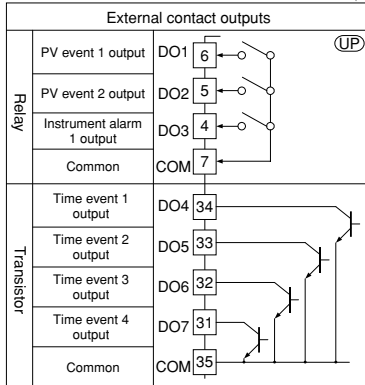 External contact outputs
UP
Relay
PV event 1 output DO1 6
PV event 2 output DO2 5
Instrument alarm
1 output DO3 4
Common COM 7
Transistor
Time event 1
output DO4 34
Time event 2
output DO5 33
Time event 3
output DO6 32
Time event 4
output DO7 31
Common COM 35